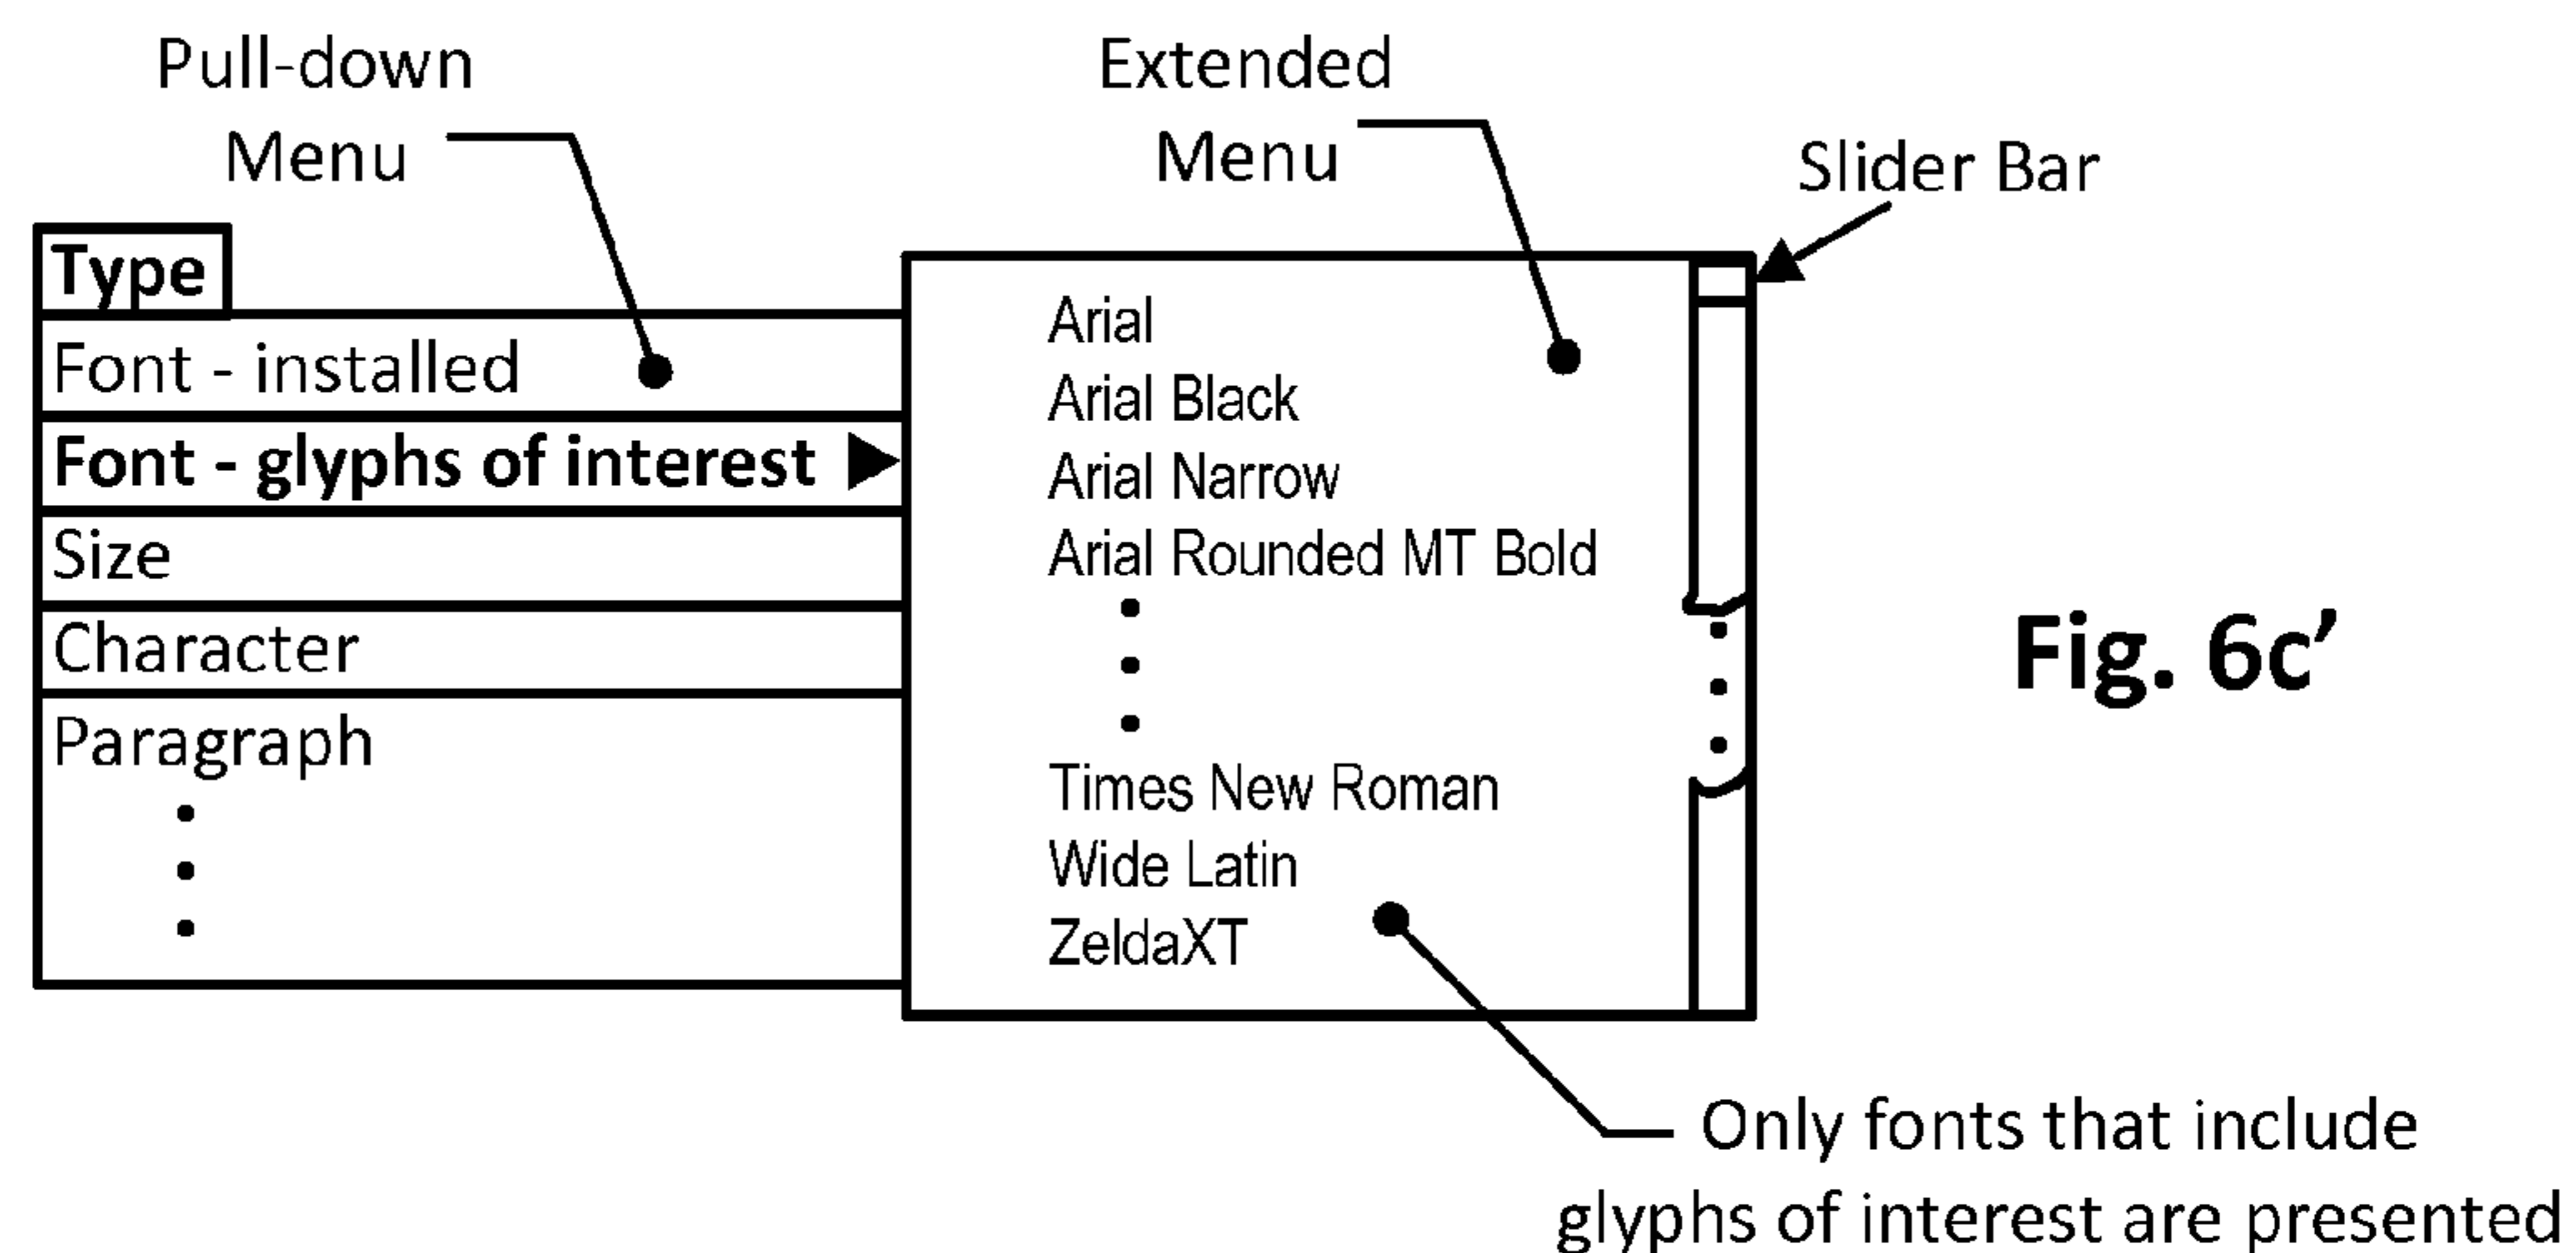 Pull-down
Menu
Extended
Menu
Slider Bar
Type
Font - installed
Font - glyphs of interest
Size
Character
Paragraph
Arial
Arial Black
Arial Narrow
Arial Rounded MT Bold
Times New Roman
Wide Latin
ZeldaXT
Fig. 6c’
Only fonts that include
glyphs of interest are presented